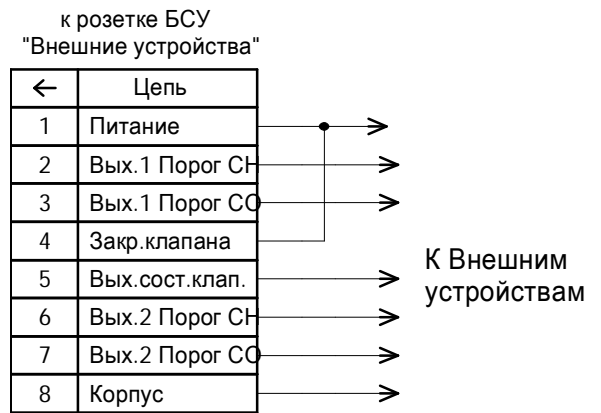 к розетке БСУ
"Внешние устройства"
← Цепь
1 Питание
2 Вых.1 Порог СН
3 Вых.1 Порог СО
4 Закр.клапана
5 Вых.сост.клап.
6 Вых.2 Порог СН
7 Вых.2 Порог СО
8 Корпус
К Внешним
устройствам